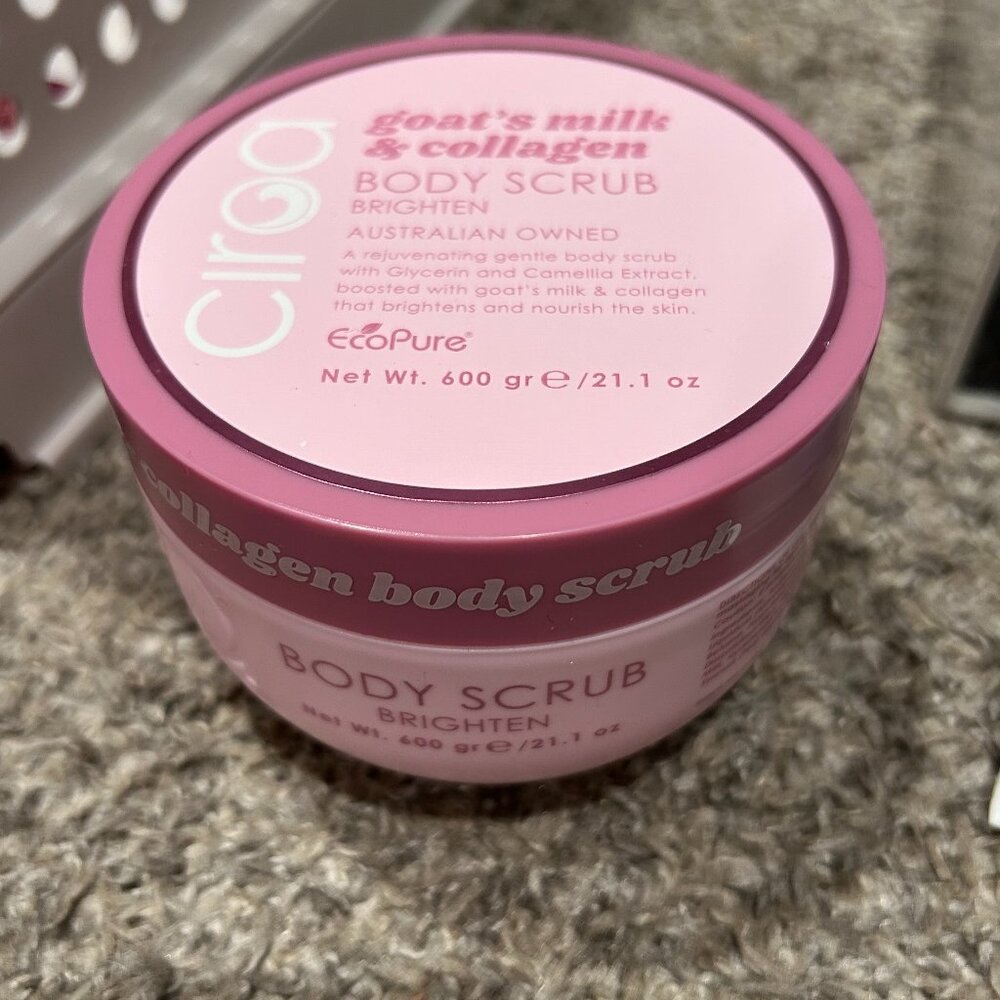 Ciroa
goat's milk
& collagen
BODY SCRUB
BRIGHTEN
AUSTRALIAN OWNED
A rejuvenating gentle body scrub
with Glycerin and Camellia Extract,
boosted with goat's milk & collagen
that brightens and nourish the skin.
EcoPure®
Net Wt. 600 gr ℮/21.1 oz
collagen body scrub
BODY SCRUB
BRIGHTEN
Net Wt. 600 gr ℮/21.1 oz